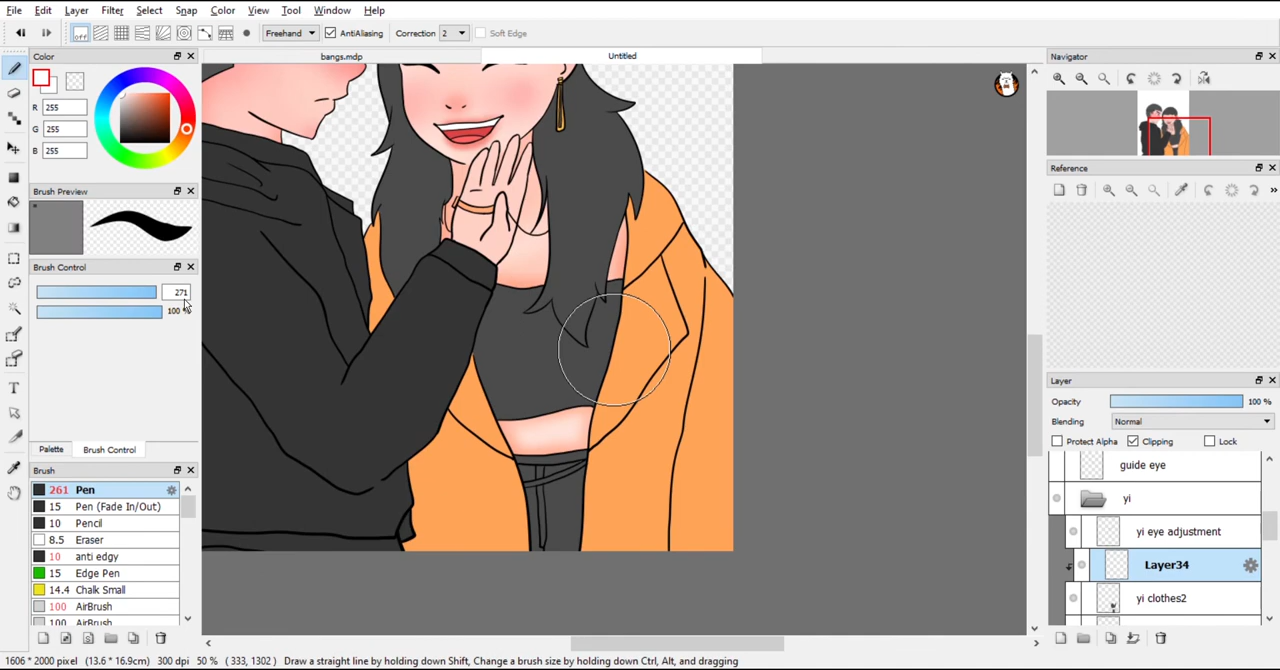 File Edit Layer Filter Select Snap Color View Tool Window Help
off Freehand AntiAliasing Correction 2 Soft Edge
Color
bangs.mdp Untitled
Navigator
R 255
G 255
B 255
Reference
Brush Preview
Brush Control
271
100 %
Layer
Opacity 100 %
Blending Normal
Protect Alpha Clipping Lock
guide eye
yi
yi eye adjustment
Layer34
yi clothes2
Palette Brush Control
Brush
261 Pen
15 Pen (Fade In/Out)
10 Pencil
8.5 Eraser
10 anti edgy
15 Edge Pen
14.4 Chalk Small
100 AirBrush
100 AirBrush
1606 * 2000 pixel (13.6 * 16.9cm) 300 dpi 50 % ( 333, 1302 ) Draw a straight line by holding down Shift, Change a brush size by holding down Ctrl, Alt, and dragging